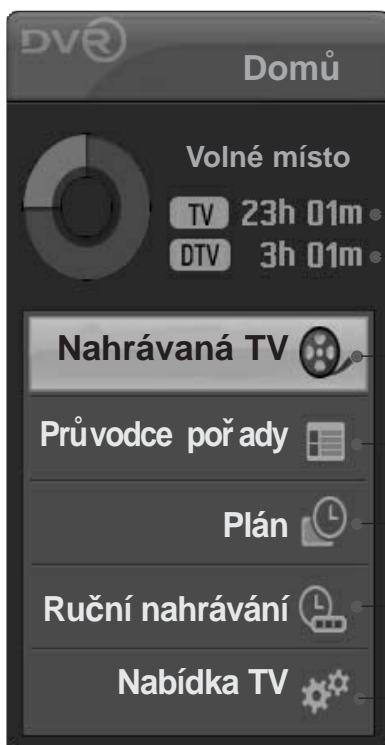 DVR
Domů
Volné místo
TV 23h 01m
DTV 3h 01m
Nahrávaná TV
Průvodce pořady
Plán
Ruční nahrávání
Nabídka TV